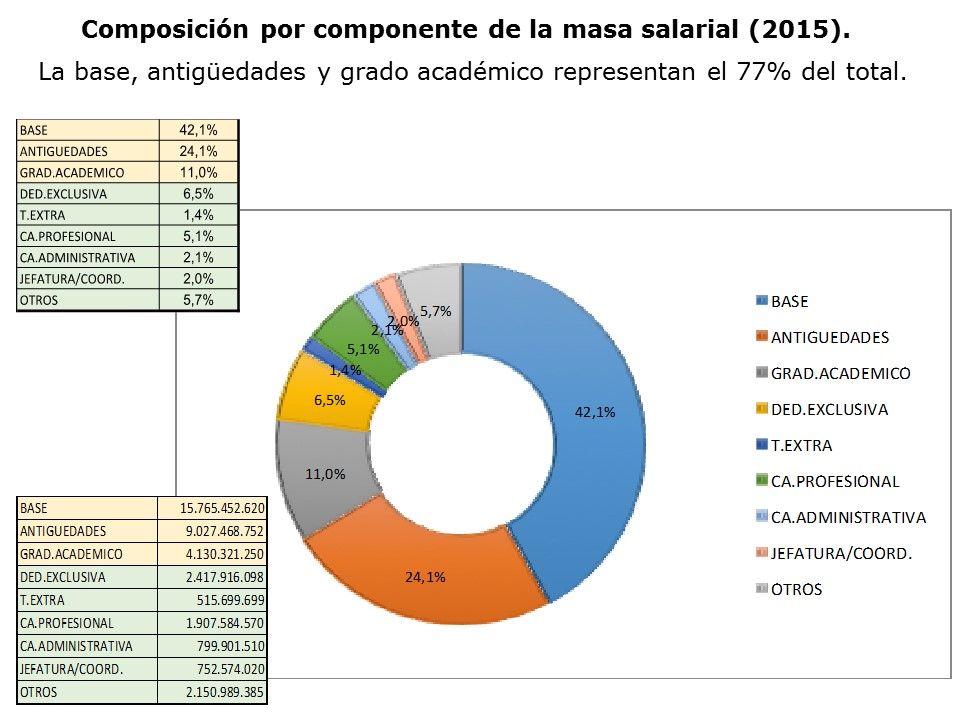 Composición por componente de la masa salarial (2015).
La base, antigüedades y grado académico representan el 77% del total.
BASE 42,1%
ANTIGUEDADES 24,1%
GRAD.ACADEMICO 11,0%
DED.EXCLUSIVA 6,5%
T.EXTRA 1,4%
CA.PROFESIONAL 5,1%
CA.ADMINISTRATIVA 2,1%
JEFATURA/COORD. 2,0%
OTROS 5,7%
5,7%
2,0%
2,1%
5,1%
1,4%
6,5%
42,1%
11,0%
24,1%
BASE
ANTIGUEDADES
GRAD.ACADEMICO
DED.EXCLUSIVA
T.EXTRA
CA.PROFESIONAL
CA.ADMINISTRATIVA
JEFATURA/COORD.
OTROS
BASE 15.765.452.620
ANTIGUEDADES 9.027.468.752
GRAD.ACADEMICO 4.130.321.250
DED.EXCLUSIVA 2.417.916.098
T.EXTRA 515.699.699
CA.PROFESIONAL 1.907.584.570
CA.ADMINISTRATIVA 799.901.510
JEFATURA/COORD. 752.574.020
OTROS 2.150.989.385